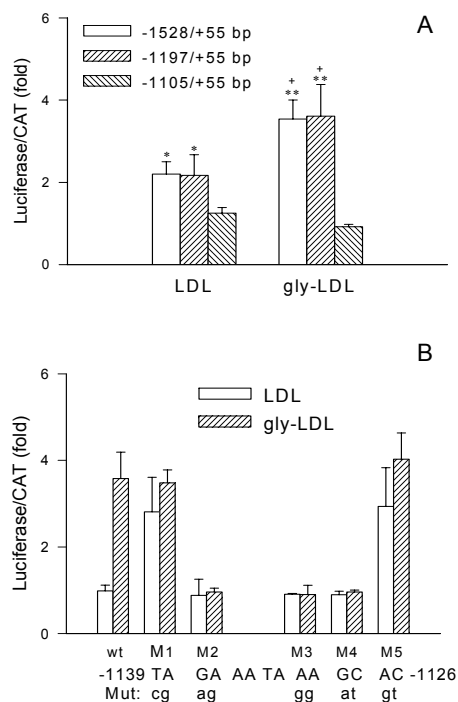 A
6
-1528/+55 bp
-1197/+55 bp
-1105/+55 bp
Luciferase/CAT (fold)
4
2
0
* *
+ +
** **
LDL gly-LDL
B
6
LDL
gly-LDL
Luciferase/CAT (fold)
4
2
0
wt M1 M2 M3 M4 M5
-1139 TA GA AA TA AA GC AC -1126
Mut: cg ag gg at gt